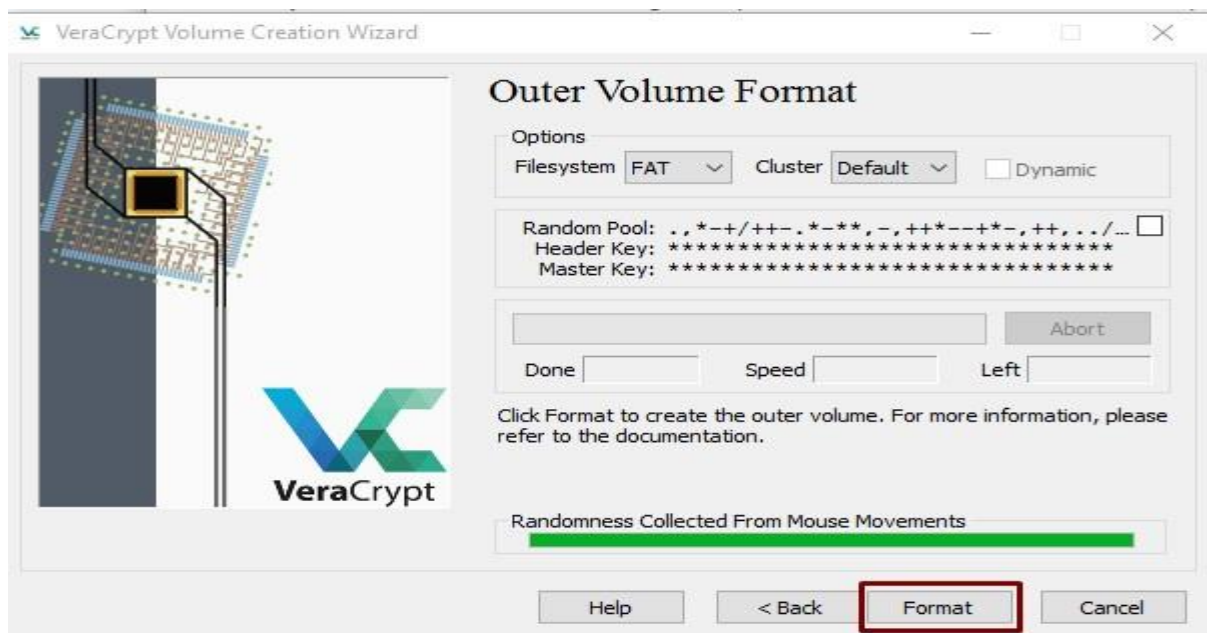 VeraCrypt Volume Creation Wizard
Outer Volume Format
Options
Filesystem FAT Cluster Default Dynamic
Random Pool: .,*-+/++-.*-**,-,++*--+*-,++,../…
Header Key: ********************************
Master Key: ********************************
Abort
Done Speed Left
Click Format to create the outer volume. For more information, please
refer to the documentation.
VeraCrypt
Randomness Collected From Mouse Movements
Help < Back Format Cancel